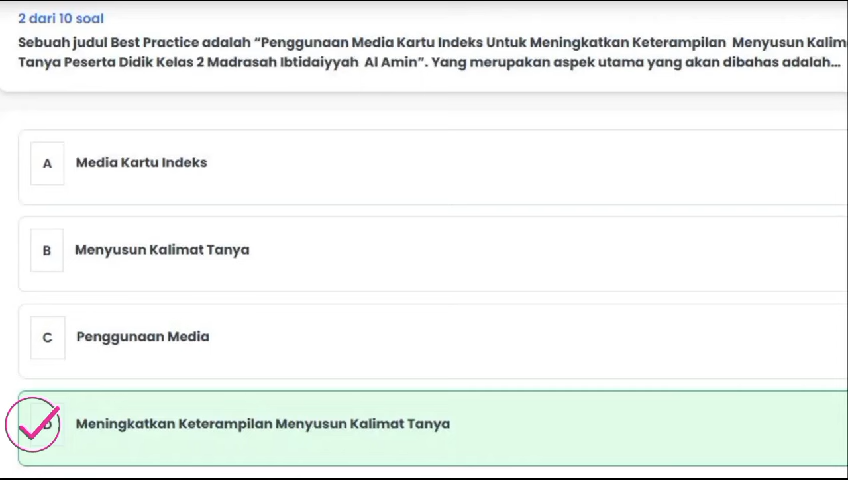 2 dari 10 soal
Sebuah judul Best Practice adalah “Penggunaan Media Kartu Indeks Untuk Meningkatkan Keterampilan Menyusun Kalim
Tanya Peserta Didik Kelas 2 Madrasah Ibtidaiyyah Al Amin”. Yang merupakan aspek utama yang akan dibahas adalah...
A Media Kartu Indeks
B Menyusun Kalimat Tanya
C Penggunaan Media
D Meningkatkan Keterampilan Menyusun Kalimat Tanya